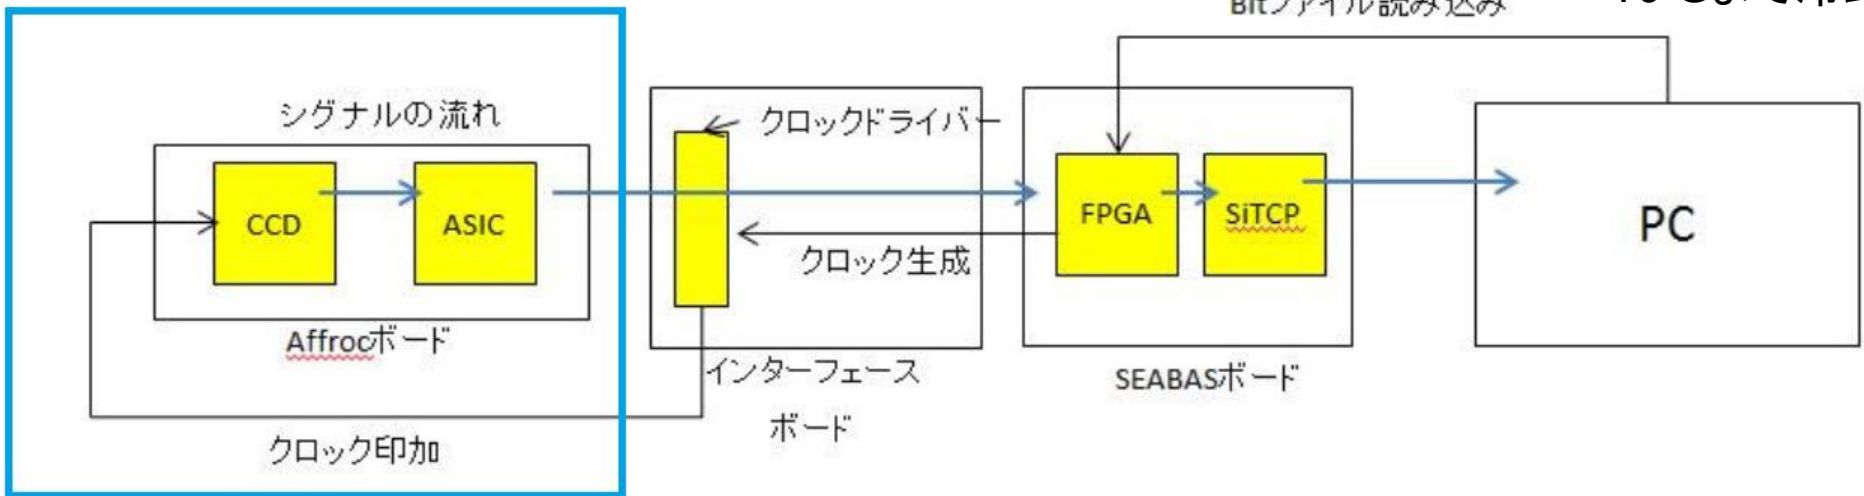 Bitファイル読み込み
シグナルの流れ
クロックドライバー
CCD
ASIC
FPGA
SiTCP
PC
クロック生成
Affrocボード
インターフェース
ボード
SEABASボード
クロック印加